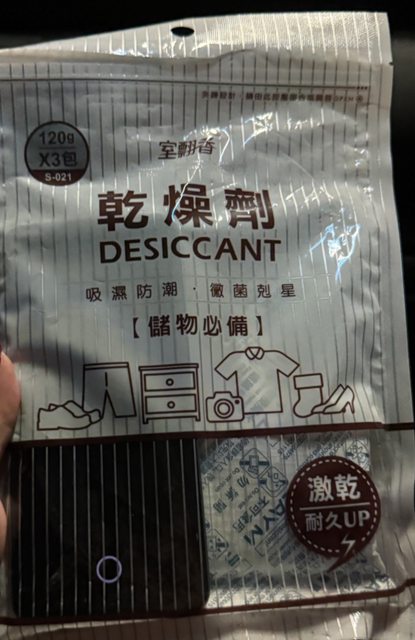 120g
X3包
S-021
室翲香
乾燥劑
DESICCANT
吸濕防潮・黴菌剋星
【儲物必備】
激乾
耐久UP